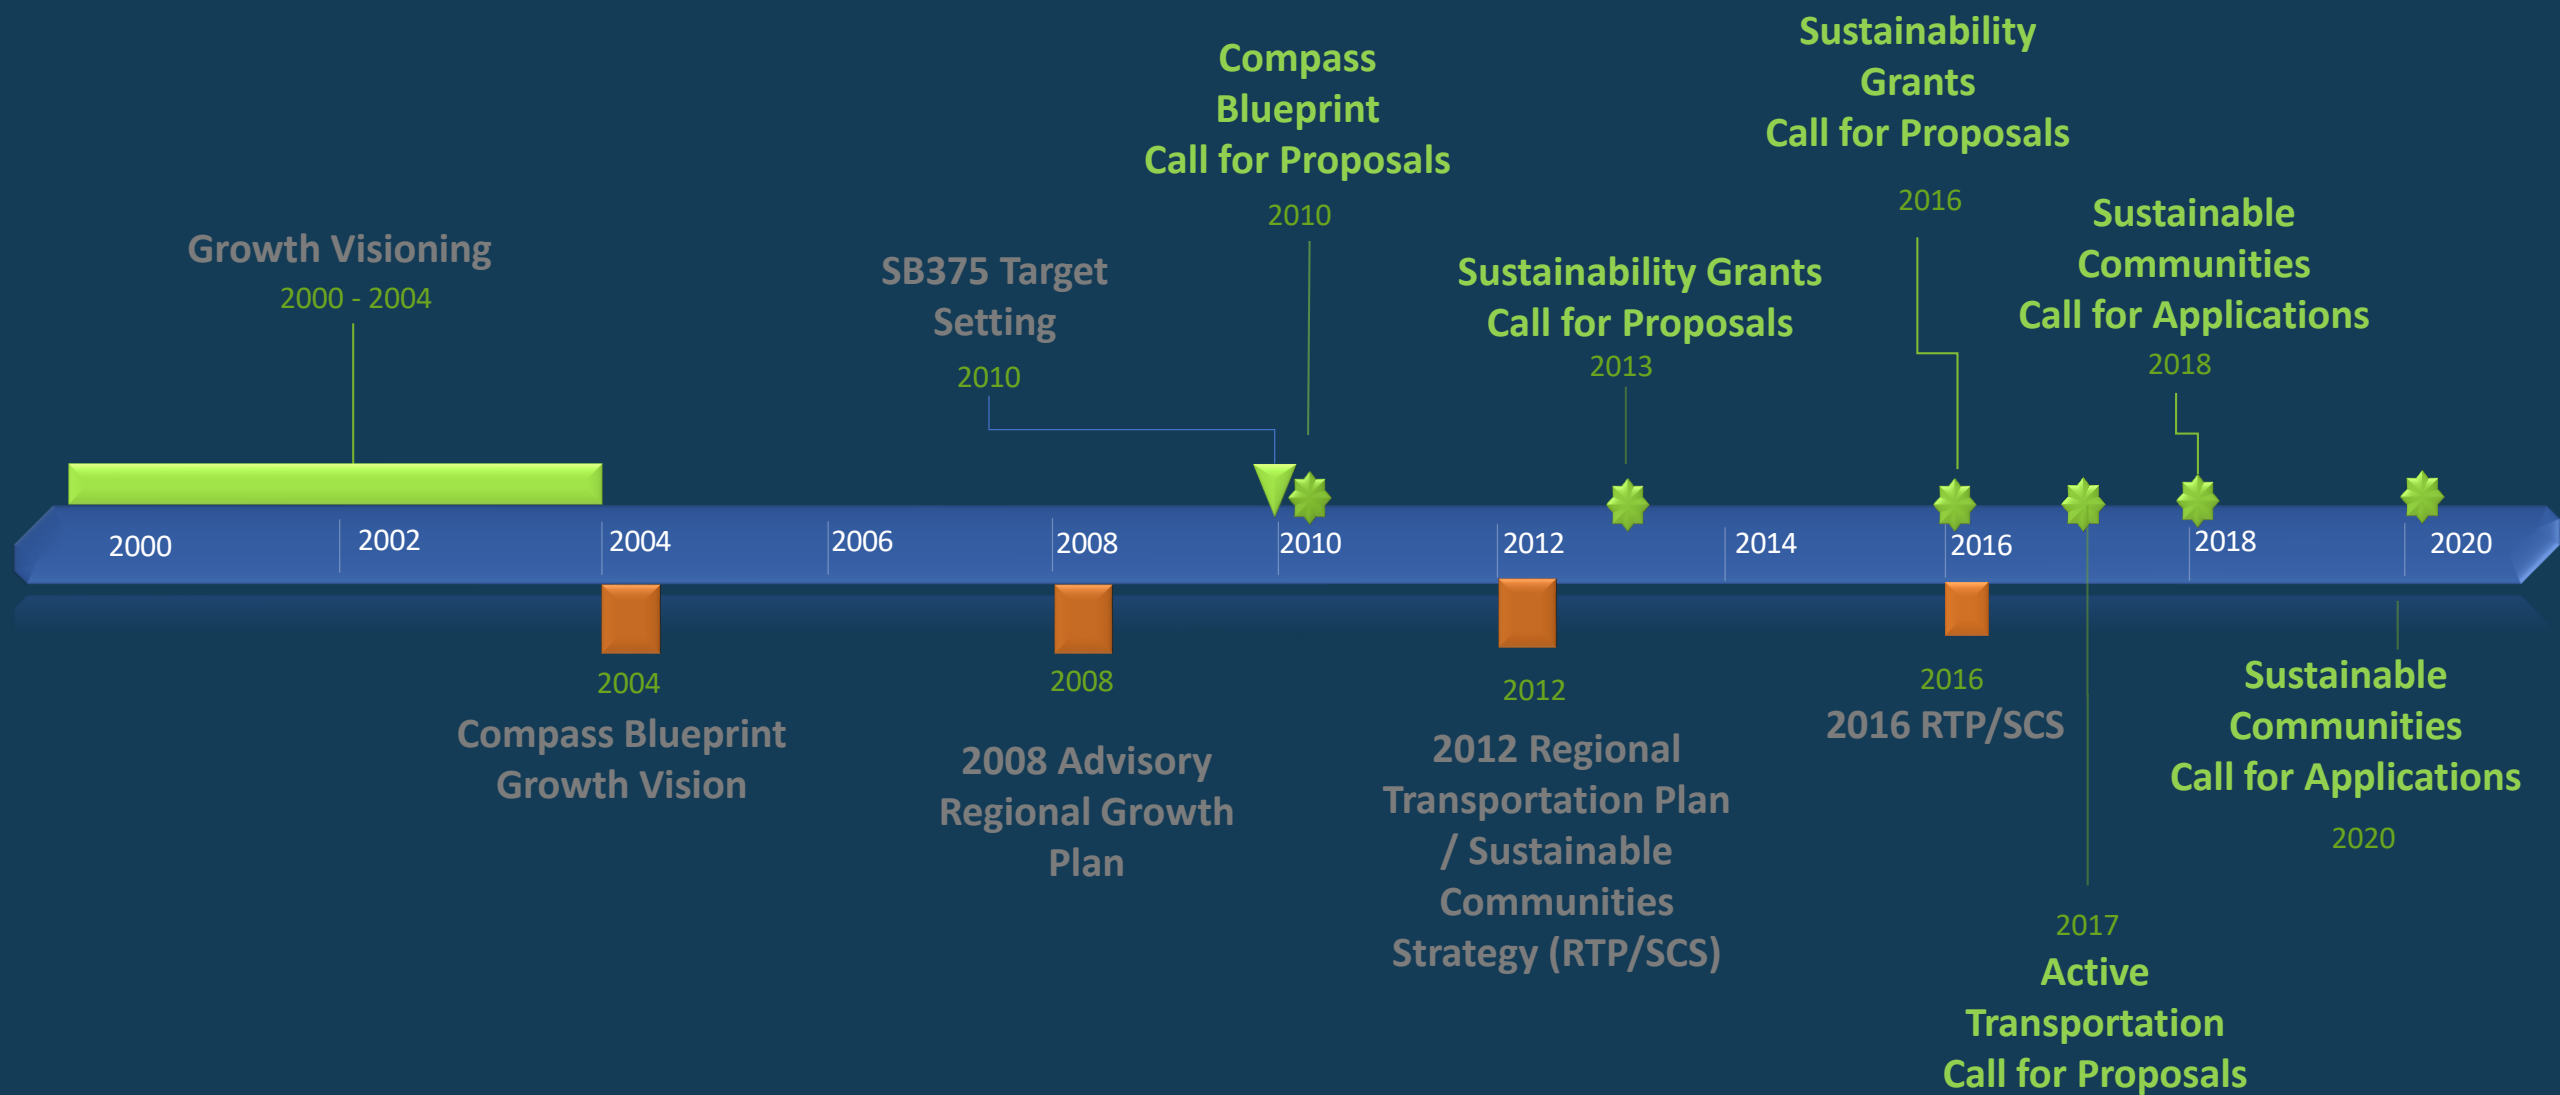 Growth Visioning
2000 - 2004
SB375 Target
Setting
2010
Compass
Blueprint
Call for Proposals
2010
Sustainability Grants
Call for Proposals
2013
Sustainability
Grants
Call for Proposals
2016
Sustainable
Communities
Call for Applications
2018
2000
2002
2004
2006
2008
2010
2012
2014
2016
2018
2020
2004
Compass Blueprint
Growth Vision
2008
2008 Advisory
Regional Growth
Plan
2012
2012 Regional
Transportation Plan
/ Sustainable
Communities
Strategy (RTP/SCS)
2016
2016 RTP/SCS
2017
Active
Transportation
Call for Proposals
Sustainable
Communities
Call for Applications
2020